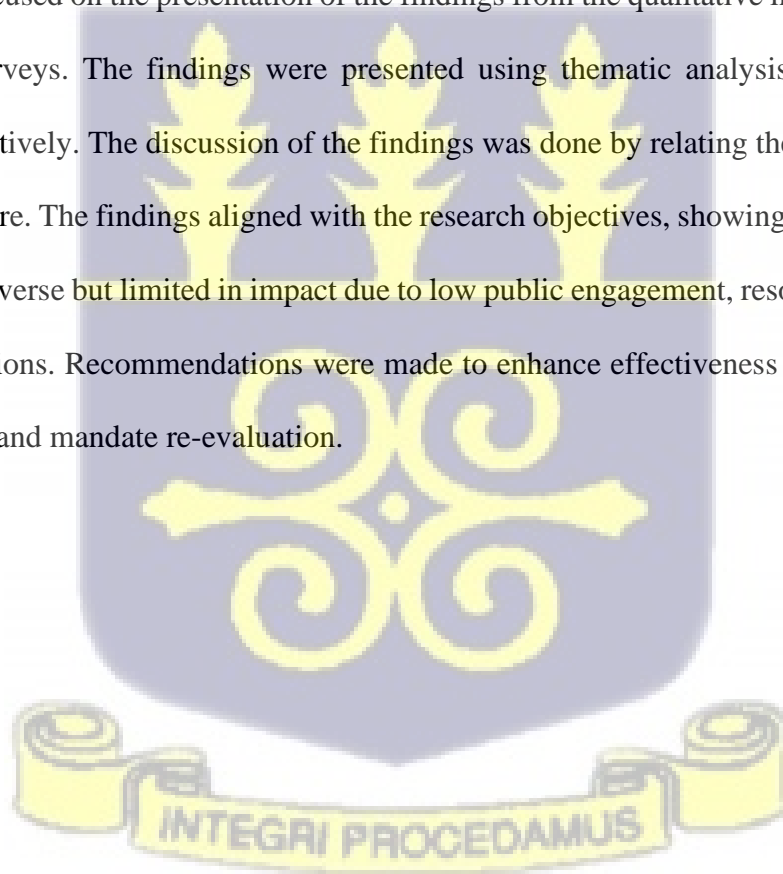 cused on the presentation of the findings from the qualitative
rveys. The findings were presented using thematic analysis
tively. The discussion of the findings was done by relating the
re. The findings aligned with the research objectives, showing
verse but limited in impact due to low public engagement, reso
ions. Recommendations were made to enhance effectiveness
and mandate re-evaluation.
INTEGRI PROCEDAMUS